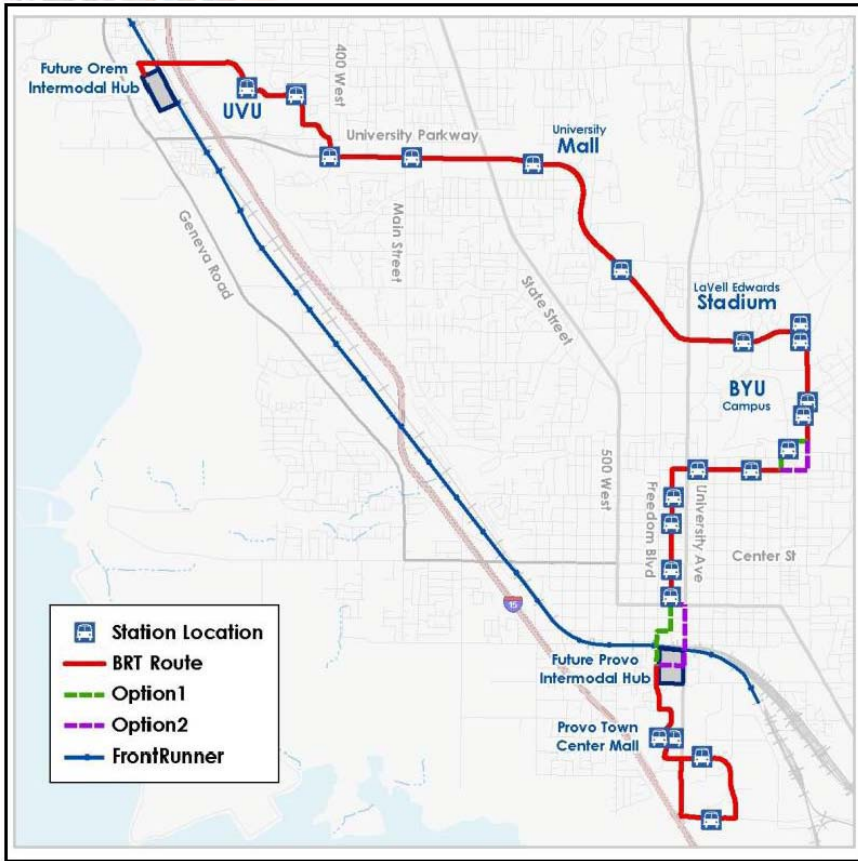 Future Orem
Intermodal Hub
UVU
400 West
University Parkway
University
Mall
Geneva Road
Main Street
State Street
LaVell Edwards
Stadium
BYU
Campus
500 West
Freedom Blvd
University Ave
Center St
15
Future Provo
Intermodal Hub
Provo Town
Center Mall
Station Location
BRT Route
Option1
Option2
FrontRunner